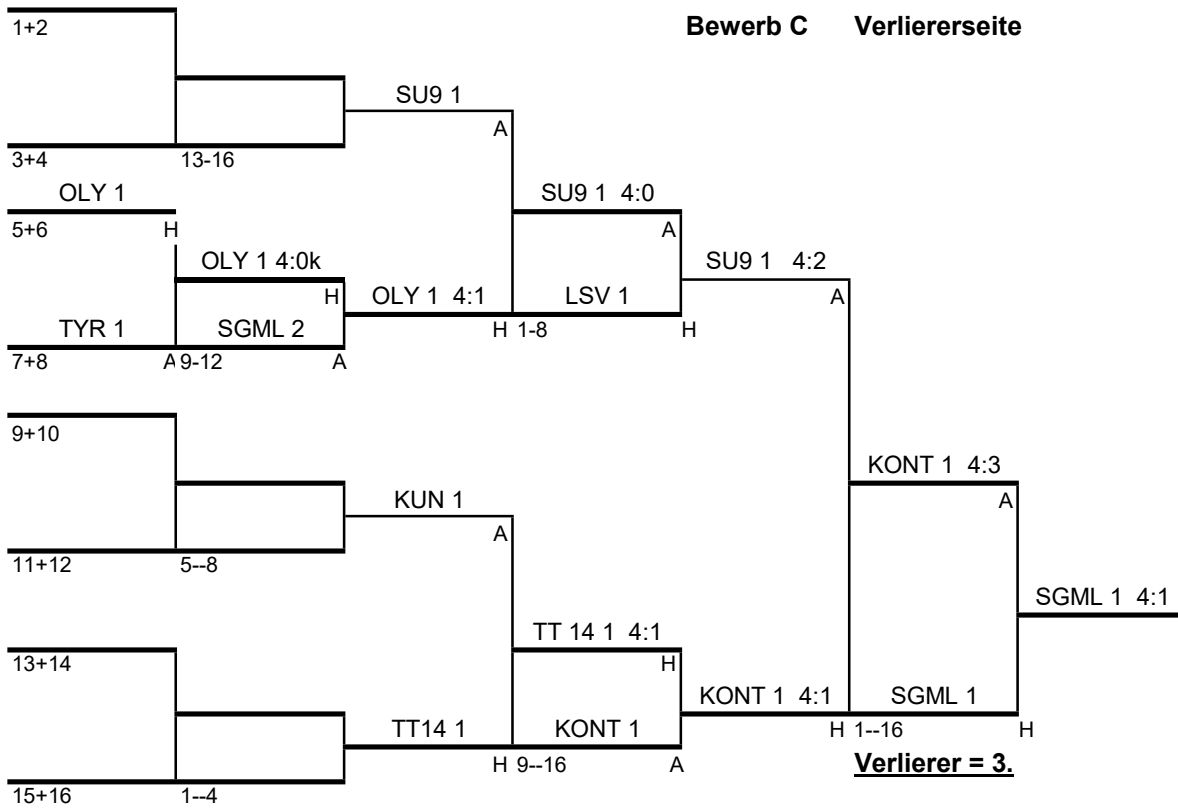 Bewerb C Verliererseite
1+2
SU9 1
A
3+4 13-16
OLY 1
SU9 1 4:0
5+6 H
A
OLY 1 4:0k
SU9 1 4:2
H
OLY 1 4:1
LSV 1
A
TYR 1
SGML 2
H 1-8
H
7+8 A 9-12 A
9+10
KONT 1 4:3
KUN 1
A
A
11+12 5--8
SGML 1 4:1
TT 14 1 4:1
13+14
H
KONT 1 4:1
SGML 1
TT14 1
KONT 1
H 1--16
H
H 9--16
A
Verlierer = 3.
15+16 1--4